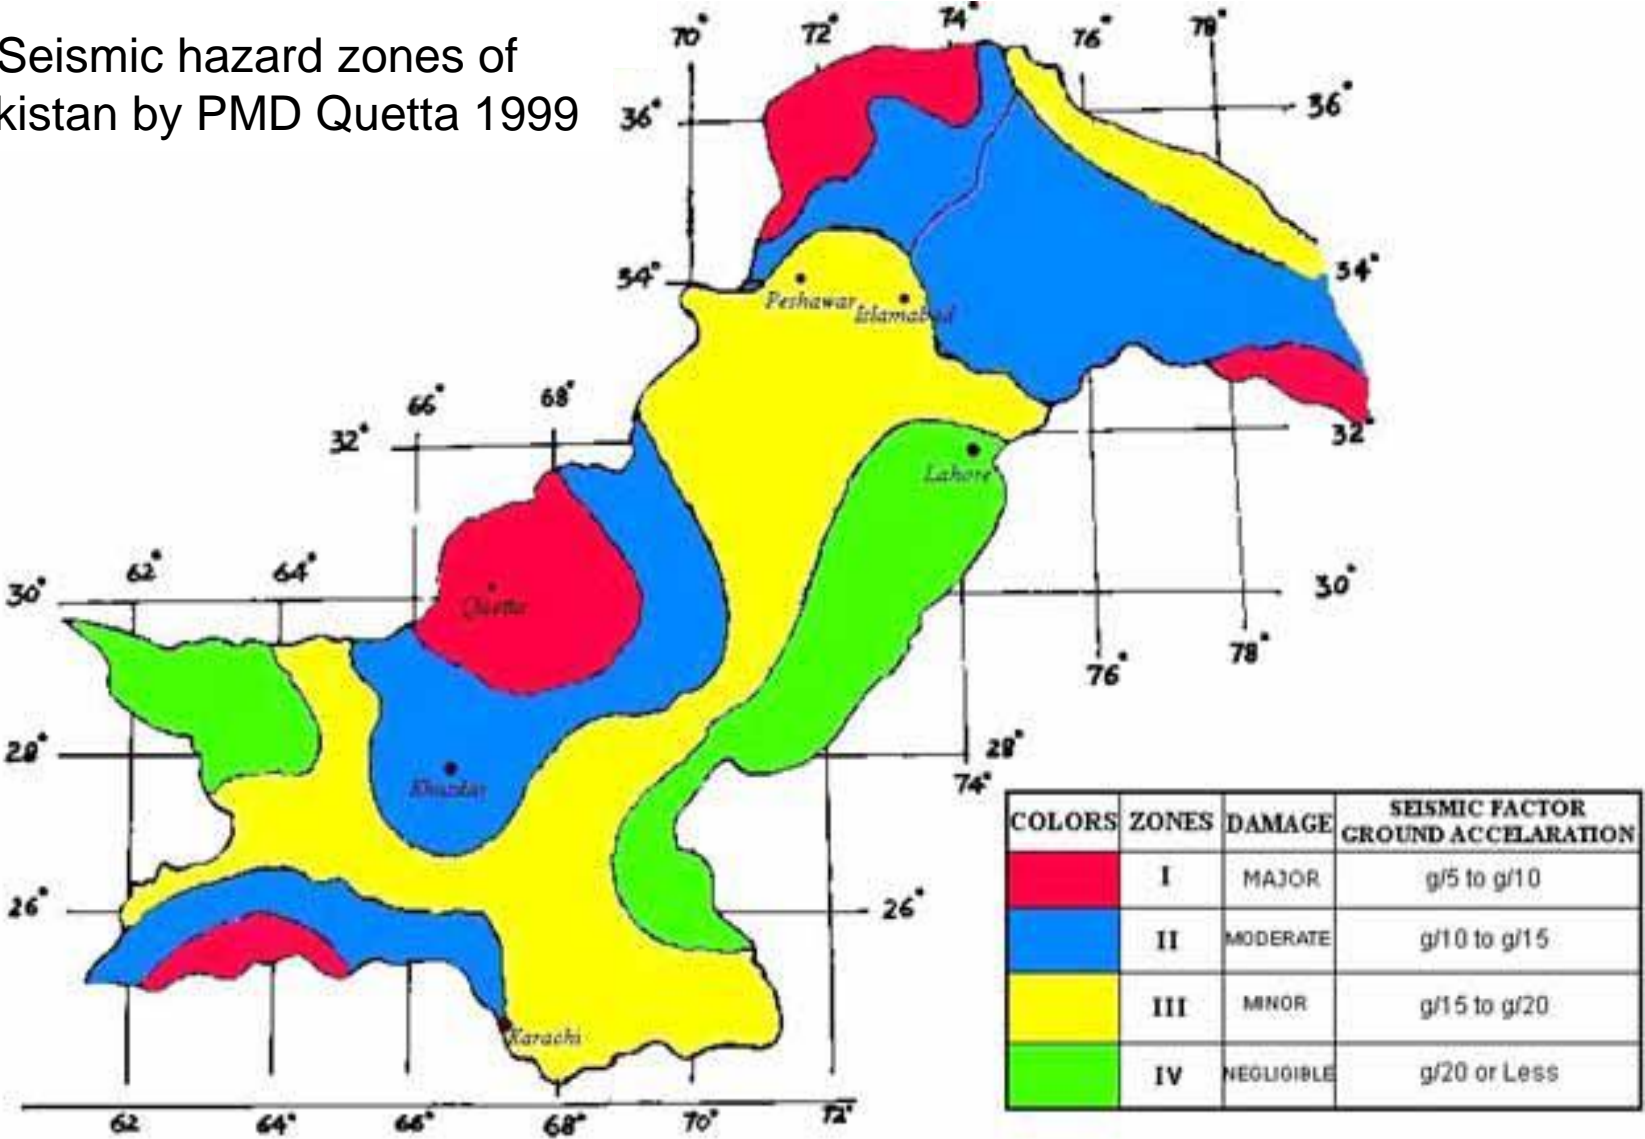 Seismic hazard zones of
kistan by PMD Quetta 1999
70° 72° 74° 76° 78°
36° 36°
34° 34°
Peshawar Islamabad
66° 68°
32° 32°
Lahore
62° 64°
30° 30°
Quetta
76° 78°
28° 28°
74°
Khuzdar
26° 26°
Karachi
62 64° 66° 68° 70° 72°
COLORS ZONES DAMAGE SEISMIC FACTOR
GROUND ACCELARATION
I MAJOR g/5 to g/10
II MODERATE g/10 to g/15
III MINOR g/15 to g/20
IV NEGLIGIBLE g/20 or Less